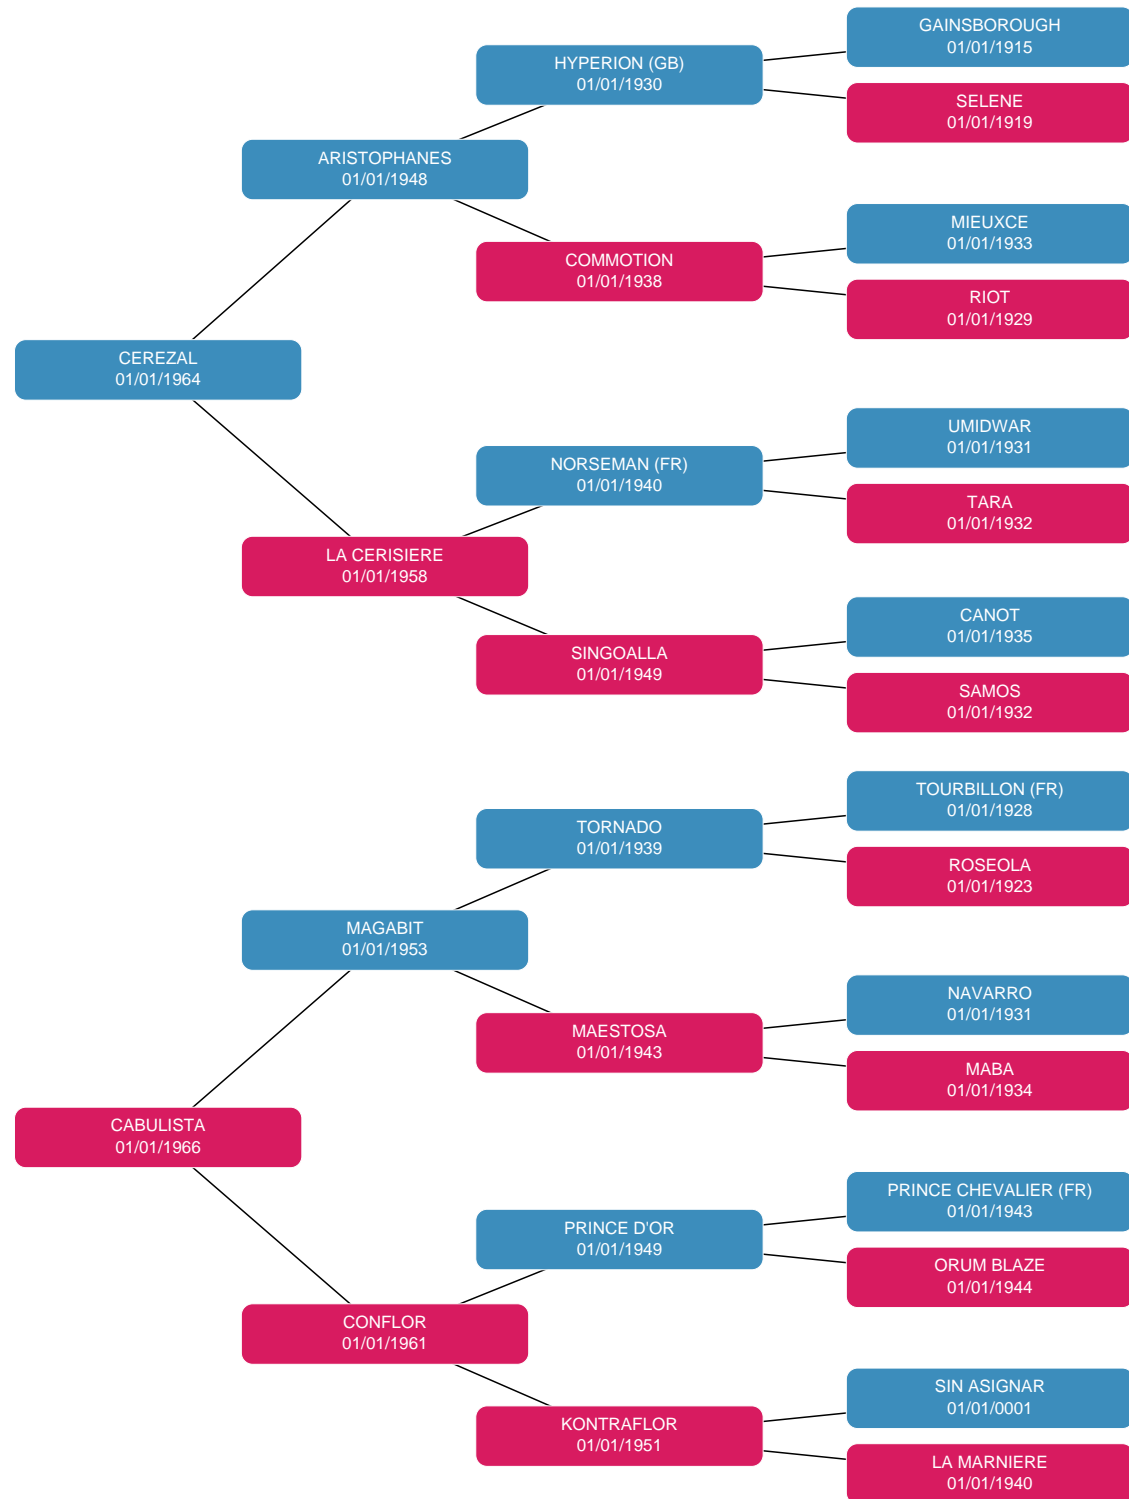 GAINSBOROUGH
01/01/1915
HYPERION (GB)
01/01/1930
SELENE
01/01/1919
ARISTOPHANES
01/01/1948
MIEUXCE
01/01/1933
COMMOTION
01/01/1938
RIOT
01/01/1929
CEREZAL
01/01/1964
UMIDWAR
01/01/1931
NORSEMAN (FR)
01/01/1940
TARA
01/01/1932
LA CERISIERE
01/01/1958
CANOT
01/01/1935
SINGOALLA
01/01/1949
SAMOS
01/01/1932
TOURBILLON (FR)
01/01/1928
TORNADO
01/01/1939
ROSEOLA
01/01/1923
MAGABIT
01/01/1953
NAVARRO
01/01/1931
MAESTOSA
01/01/1943
MABA
01/01/1934
CABULISTA
01/01/1966
PRINCE CHEVALIER (FR)
01/01/1943
PRINCE D'OR
01/01/1949
ORUM BLAZE
01/01/1944
CONFLOR
01/01/1961
SIN ASIGNAR
01/01/0001
KONTRAFLOR
01/01/1951
LA MARNIERE
01/01/1940